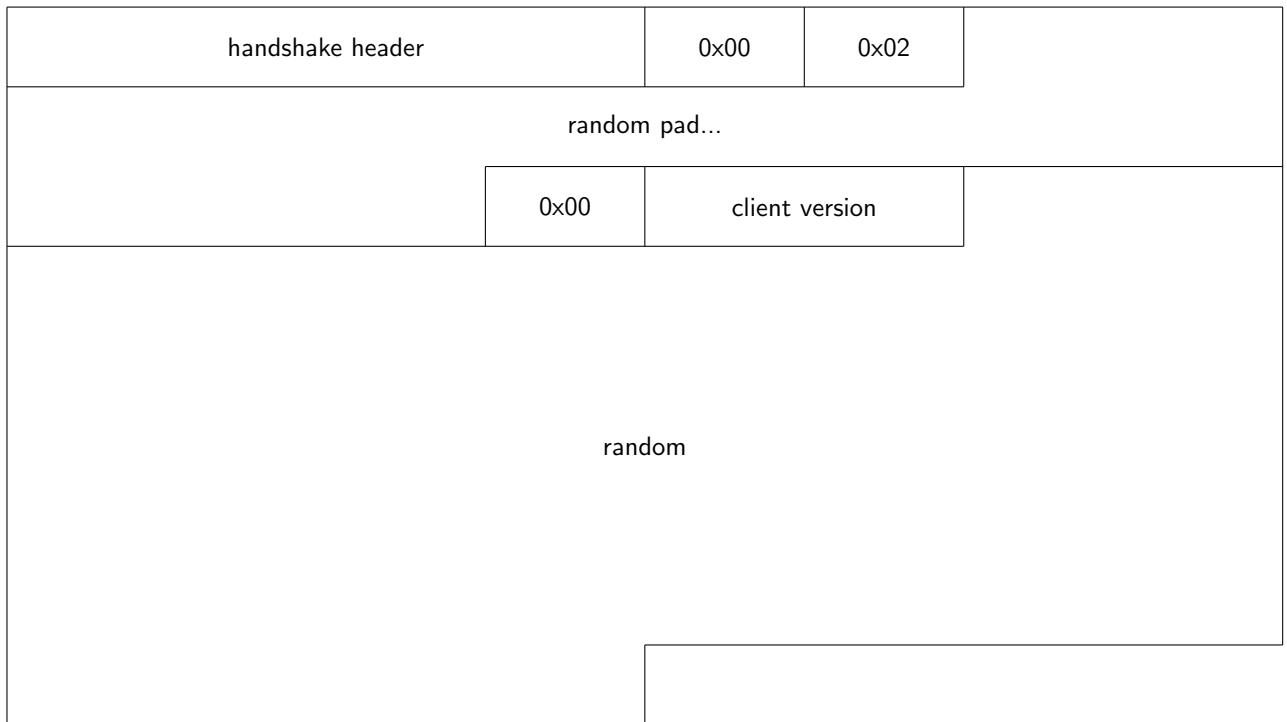 handshake header 0x00 0x02
random pad...
0x00 client version
random